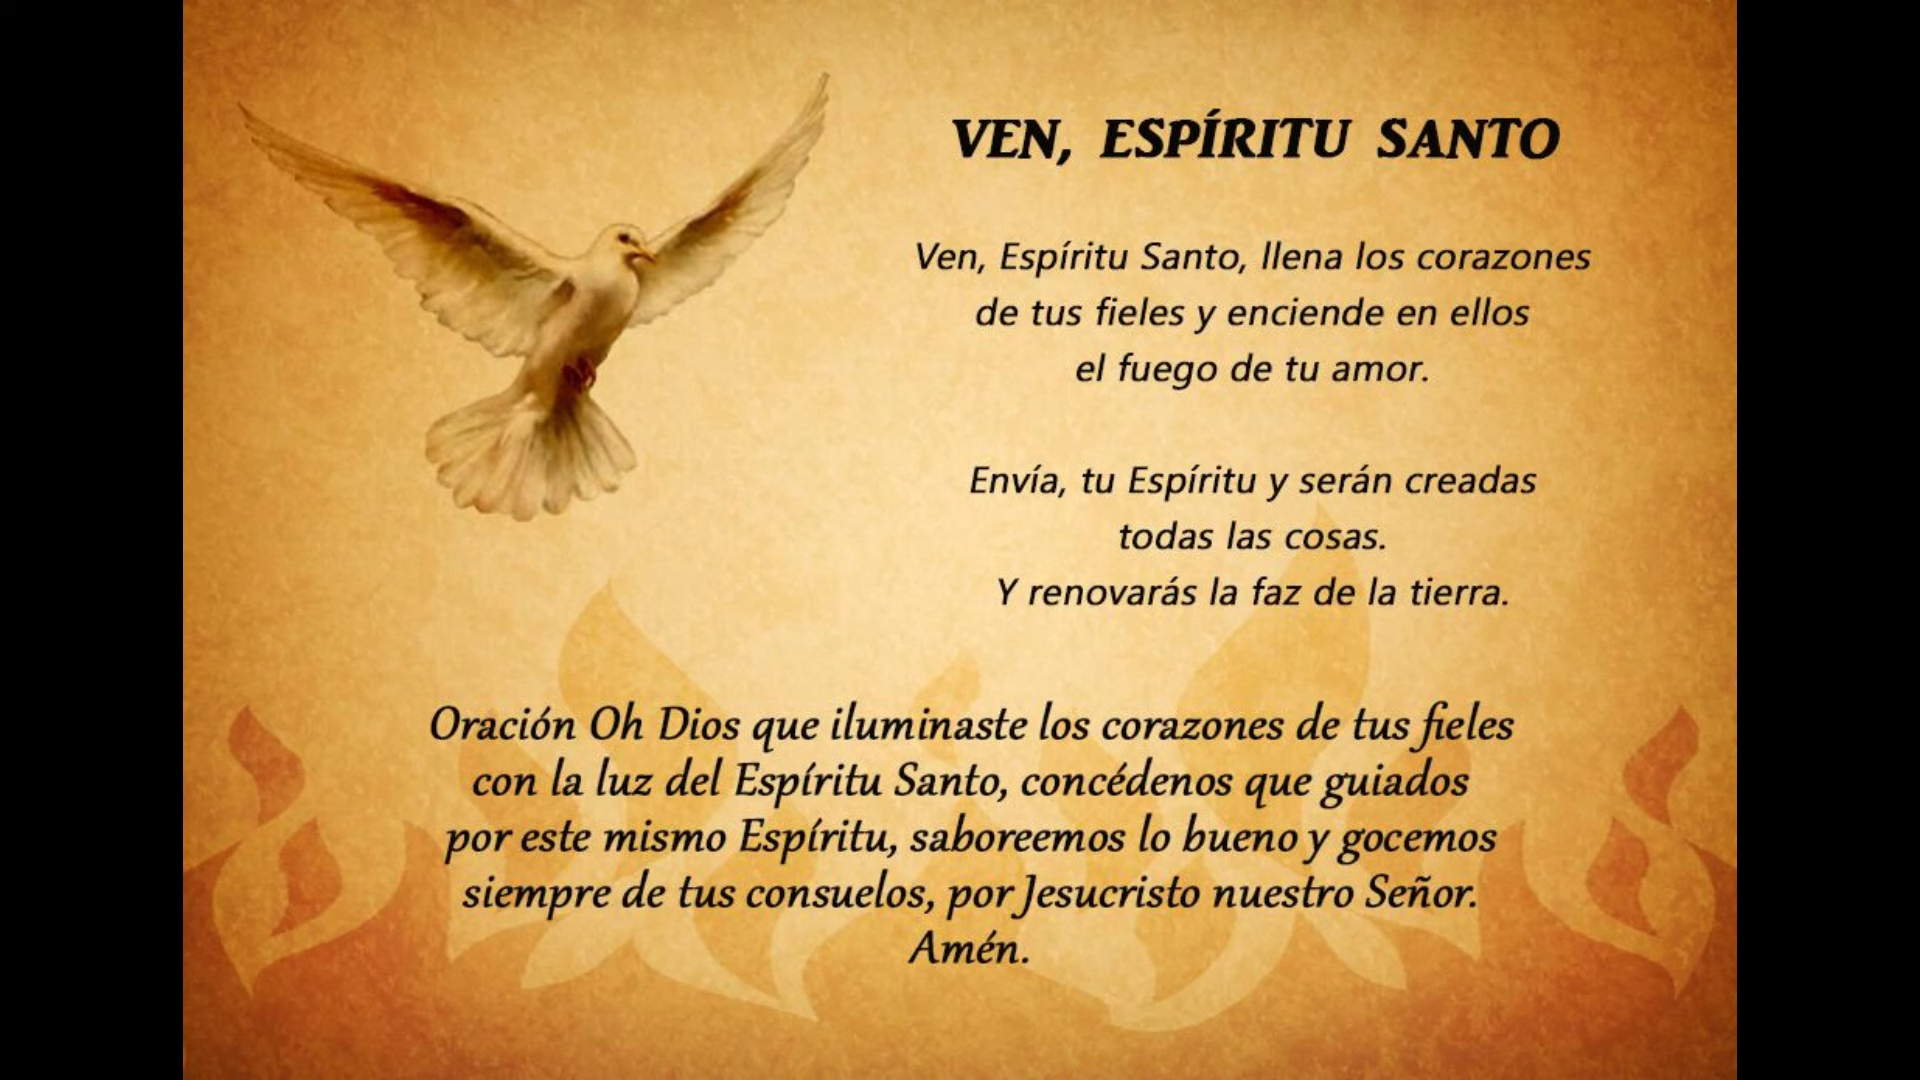 VEN, ESPÍRITU SANTO
Ven, Espíritu Santo, llena los corazones
de tus fieles y enciende en ellos
el fuego de tu amor.
Envía, tu Espíritu y serán creadas
todas las cosas.
Y renovarás la faz de la tierra.
Oración Oh Dios que iluminaste los corazones de tus fieles
con la luz del Espíritu Santo, concédenos que guiados
por este mismo Espíritu, saboreemos lo bueno y gocemos
siempre de tus consuelos, por Jesucristo nuestro Señor.
Amén.